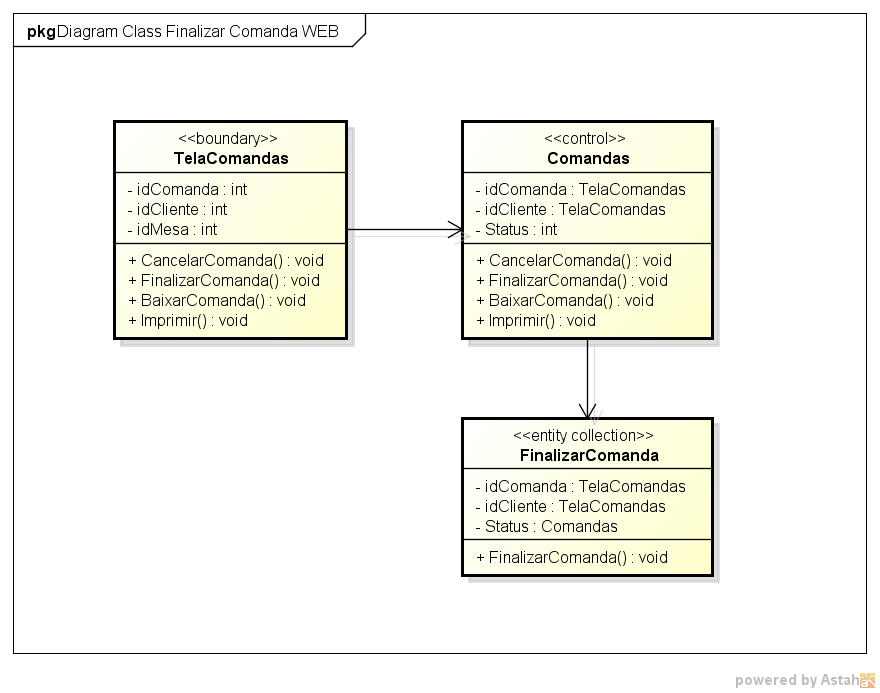 pkg Diagram Class Finalizar Comanda WEB
<<boundary>>
TelaComandas
- idComanda : int
- idCliente : int
- idMesa : int
+ CancelarComanda() : void
+ FinalizarComanda() : void
+ BaixarComanda() : void
+ Imprimir() : void
<<control>>
Comandas
- idComanda : TelaComandas
- idCliente : TelaComandas
- Status : int
+ CancelarComanda() : void
+ FinalizarComanda() : void
+ BaixarComanda() : void
+ Imprimir() : void
<<entity collection>>
FinalizarComanda
- idComanda : TelaComandas
- idCliente : TelaComandas
- Status : Comandas
+ FinalizarComanda() : void
powered by Astah